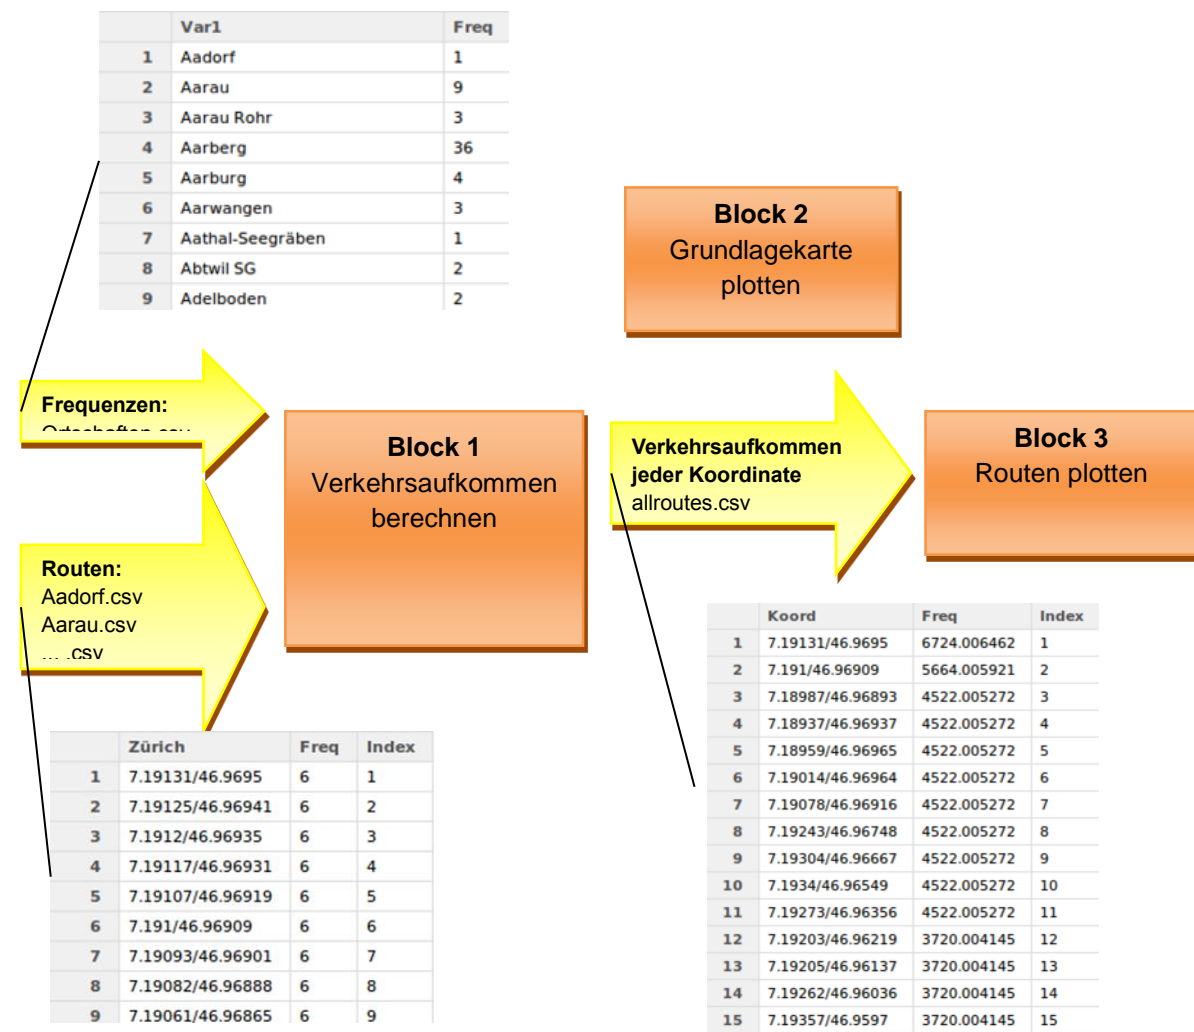 Var1 Freq
1 Aadorf 1
2 Aarau 9
3 Aarau Rohr 3
4 Aarberg 36
5 Aarburg 4
6 Aarwangen 3
7 Aathal-Seegräben 1
8 Abtwil SG 2
9 Adelboden 2
Block 2
Grundlagekarte
plotten
Frequenzen:
Ortschaften.csv
Block 1
Verkehrsaufkommen
berechnen
Verkehrsaufkommen
jeder Koordinate
allroutes.csv
Block 3
Routen plotten
Routen:
Aadorf.csv
Aarau.csv
... .csv
Zürich Freq Index
1 7.19131/46.9695 6 1
2 7.19125/46.96941 6 2
3 7.1912/46.96935 6 3
4 7.19117/46.96931 6 4
5 7.19107/46.96919 6 5
6 7.191/46.96909 6 6
7 7.19093/46.96901 6 7
8 7.19082/46.96888 6 8
9 7.19061/46.96865 6 9
Koord Freq Index
1 7.19131/46.9695 6724.006462 1
2 7.191/46.96909 5664.005921 2
3 7.18987/46.96893 4522.005272 3
4 7.18937/46.96937 4522.005272 4
5 7.18959/46.96965 4522.005272 5
6 7.19014/46.96964 4522.005272 6
7 7.19078/46.96916 4522.005272 7
8 7.19243/46.96748 4522.005272 8
9 7.19304/46.96667 4522.005272 9
10 7.1934/46.96549 4522.005272 10
11 7.19273/46.96356 4522.005272 11
12 7.19203/46.96219 3720.004145 12
13 7.19205/46.96137 3720.004145 13
14 7.19262/46.96036 3720.004145 14
15 7.19357/46.9597 3720.004145 15